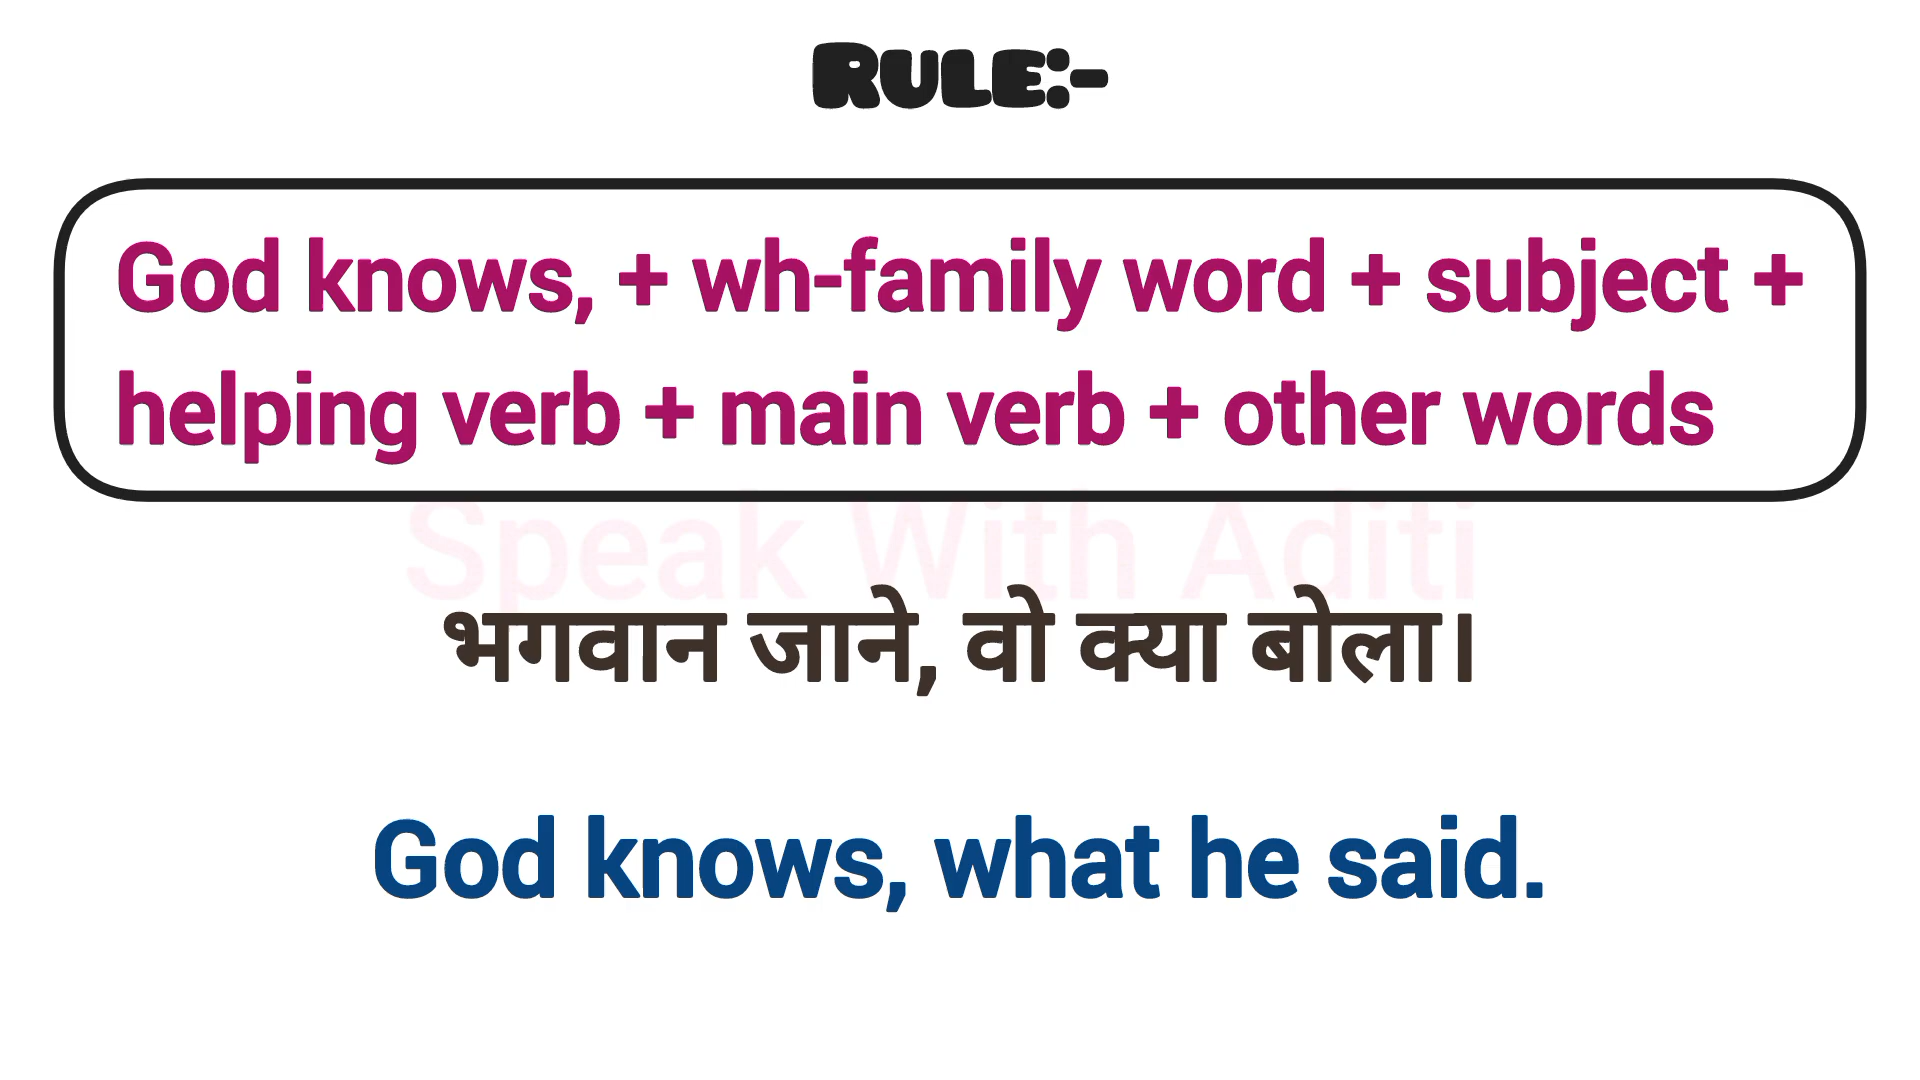 RULE:-
God knows, + wh-family word + subject +
helping verb + main verb + other words
Speak With Aditi
भगवान जाने, वो क्या बोला।
God knows, what he said.